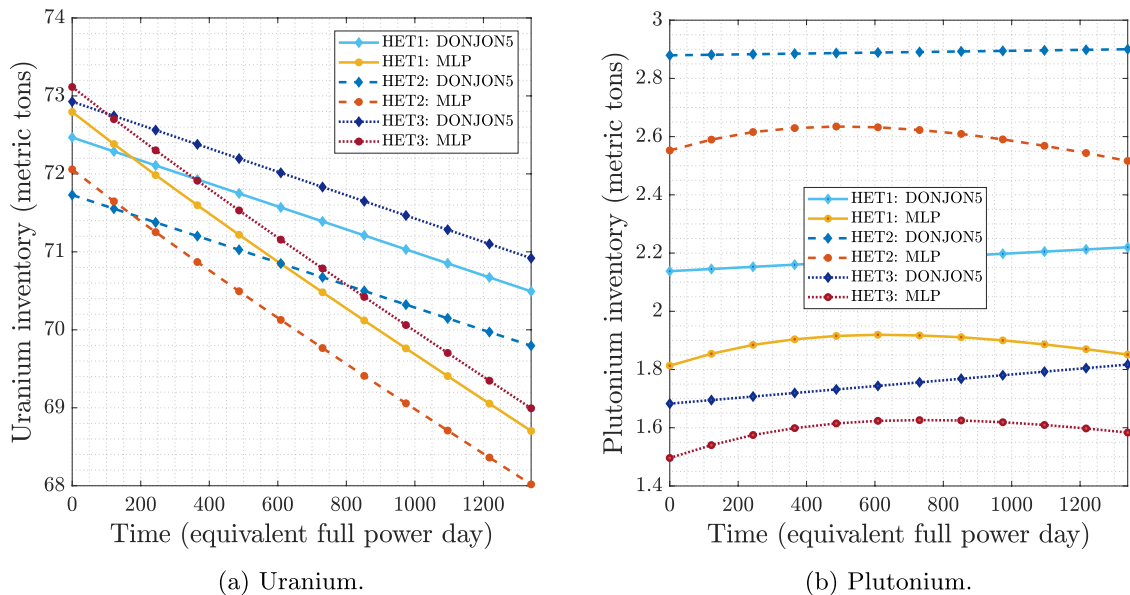 74
73
72
71
70
69
68
0 200 400 600 800 1000 1200
Uranium inventory (metric tons)
Time (equivalent full power day)
HET1: DONJON5
HET1: MLP
HET2: DONJON5
HET2: MLP
HET3: DONJON5
HET3: MLP
(a) Uranium.
3
2.8
2.6
2.4
2.2
2
1.8
1.6
1.4
0 200 400 600 800 1000 1200
Plutonium inventory (metric tons)
Time (equivalent full power day)
HET1: DONJON5
HET1: MLP
HET2: DONJON5
HET2: MLP
HET3: DONJON5
HET3: MLP
(b) Plutonium.